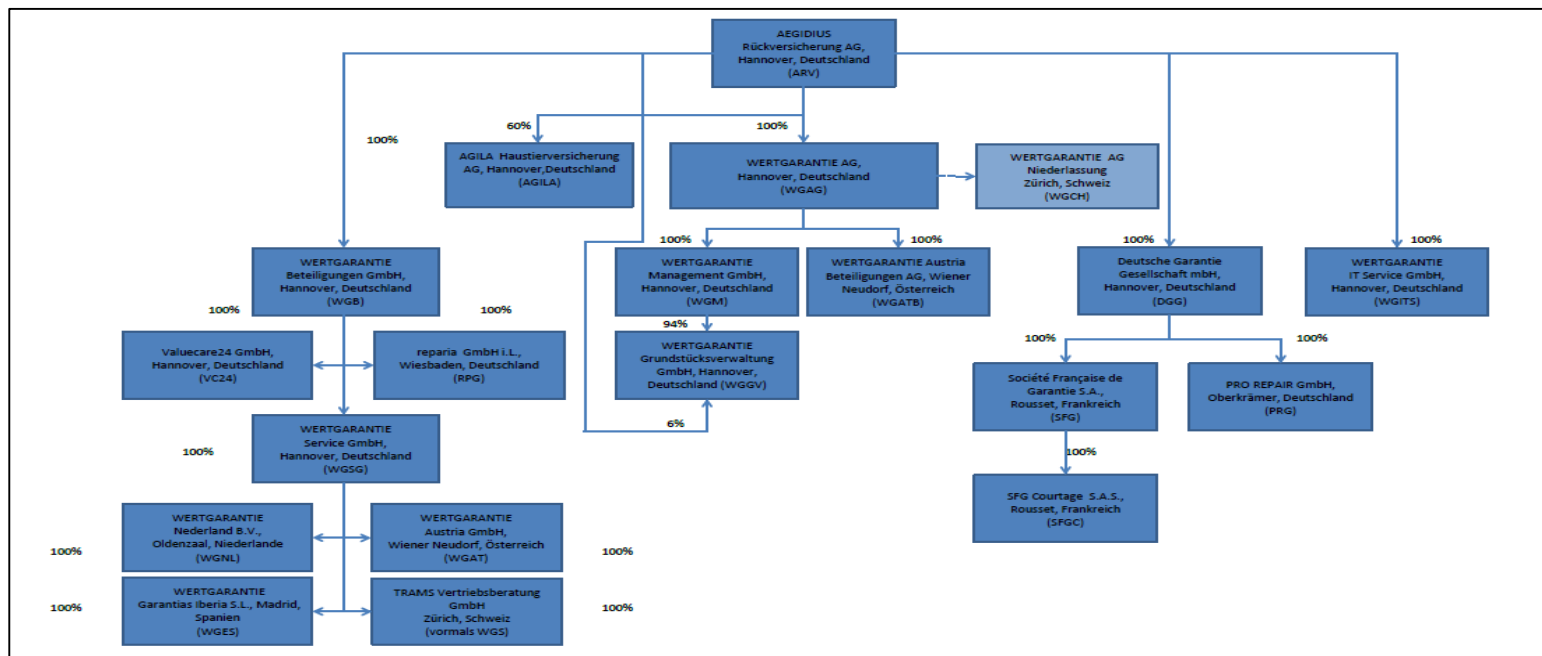 AEGIDIUS
Rückversicherung AG,
Hannover, Deutschland
(ARV)
100%
60%
100%
AGILA Haustierversicherung
AG, Hannover,Deutschland
(AGILA)
WERTGARANTIE AG,
Hannover, Deutschland
(WGAG)
WERTGARANTIE AG
Niederlassung
Zürich, Schweiz
(WGCH)
100%
100%
100%
100%
WERTGARANTIE
Beteiligungen GmbH,
Hannover, Deutschland
(WGB)
WERTGARANTIE
Management GmbH,
Hannover, Deutschland
(WGM)
WERTGARANTIE Austria
Beteiligungen AG, Wiener
Neudorf, Österreich
(WGATB)
Deutsche Garantie
Gesellschaft mbH,
Hannover, Deutschland
(DGG)
WERTGARANTIE
IT Service GmbH,
Hannover, Deutschland
(WGITS)
100%
100%
94%
100%
100%
Valuecare24 GmbH,
Hannover, Deutschland
(VC24)
reparia GmbH i.L.,
Wiesbaden, Deutschland
(RPG)
WERTGARANTIE
Grundstücksverwaltung
GmbH, Hannover,
Deutschland (WGGV)
Société Française de
Garantie S.A.,
Rousset, Frankreich
(SFG)
PRO REPAIR GmbH,
Oberkrämer, Deutschland
(PRG)
6%
100%
WERTGARANTIE
Service GmbH,
Hannover, Deutschland
(WGSG)
100%
SFG Courtage S.A.S.,
Rousset, Frankreich
(SFGC)
WERTGARANTIE
Nederland B.V.,
Oldenzaal, Niederlande
(WGNL)
WERTGARANTIE
Austria GmbH,
Wiener Neudorf, Österreich
(WGAT)
100%
100%
WERTGARANTIE
Garantias Iberia S.L., Madrid,
Spanien
(WGES)
TRAMS Vertriebsberatung
GmbH
Zürich, Schweiz
(vormals WGS)
100%
100%